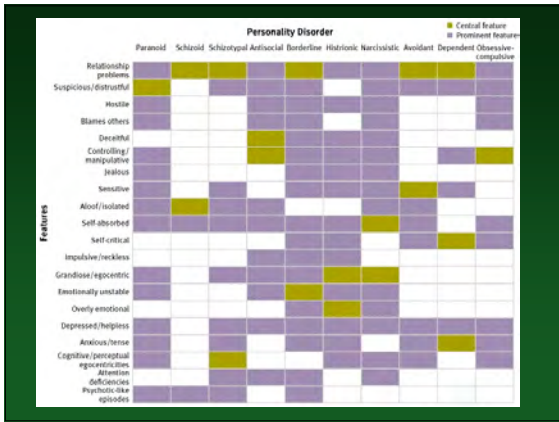 Personality Disorder
Central feature
Prominent feature
Paranoid Schizoid Schizotypal Antisocial Borderline Histrionic Narcissistic Avoidant Dependent Obsessive-
compulsive
Features
Relationship
problems
Suspicious/distrustful
Hostile
Blames others
Deceitful
Controlling/
manipulative
Jealous
Sensitive
Aloof/isolated
Self-absorbed
Self-critical
Impulsive/reckless
Grandiose/egocentric
Emotionally unstable
Overly emotional
Depressed/helpless
Anxious/tense
Cognitive/perceptual
egocentricities
Attention
deficiencies
Psychotic-like
episodes